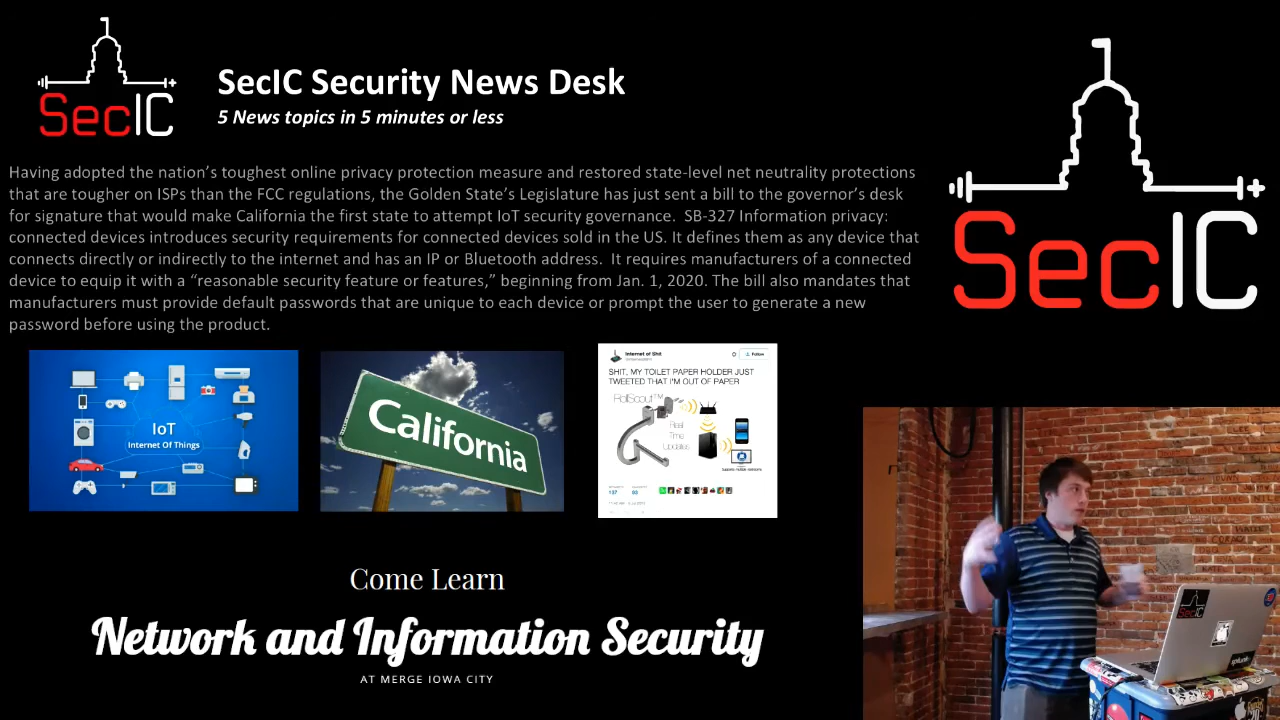 SecIC
SecIC Security News Desk
5 News topics in 5 minutes or less
SecIC
Having adopted the nation’s toughest online privacy protection measure and restored state-level net neutrality protections
that are tougher on ISPs than the FCC regulations, the Golden State’s Legislature has just sent a bill to the governor’s desk
for signature that would make California the first state to attempt IoT security governance.  SB-327 Information privacy:
connected devices introduces security requirements for connected devices sold in the US. It defines them as any device that
connects directly or indirectly to the internet and has an IP or Bluetooth address.  It requires manufacturers of a connected
device to equip it with a “reasonable security feature or features,” beginning from Jan. 1, 2020. The bill also mandates that
manufacturers must provide default passwords that are unique to each device or prompt the user to generate a new
password before using the product.
IoT
Internet Of Things
California
Internet of Shit
Follow
SHIT, MY TOILET PAPER HOLDER JUST
TWEETED THAT I'M OUT OF PAPER
RollScout™
Real
Time
Updates
137 93
Come Learn
Network and Information Security
AT MERGE IOWA CITY
SecIC
splunk